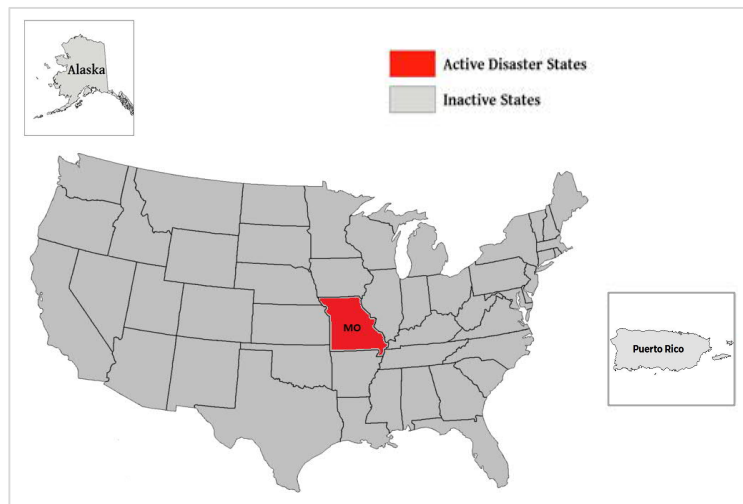 Alaska
Active Disaster States
Inactive States
MO
Puerto Rico